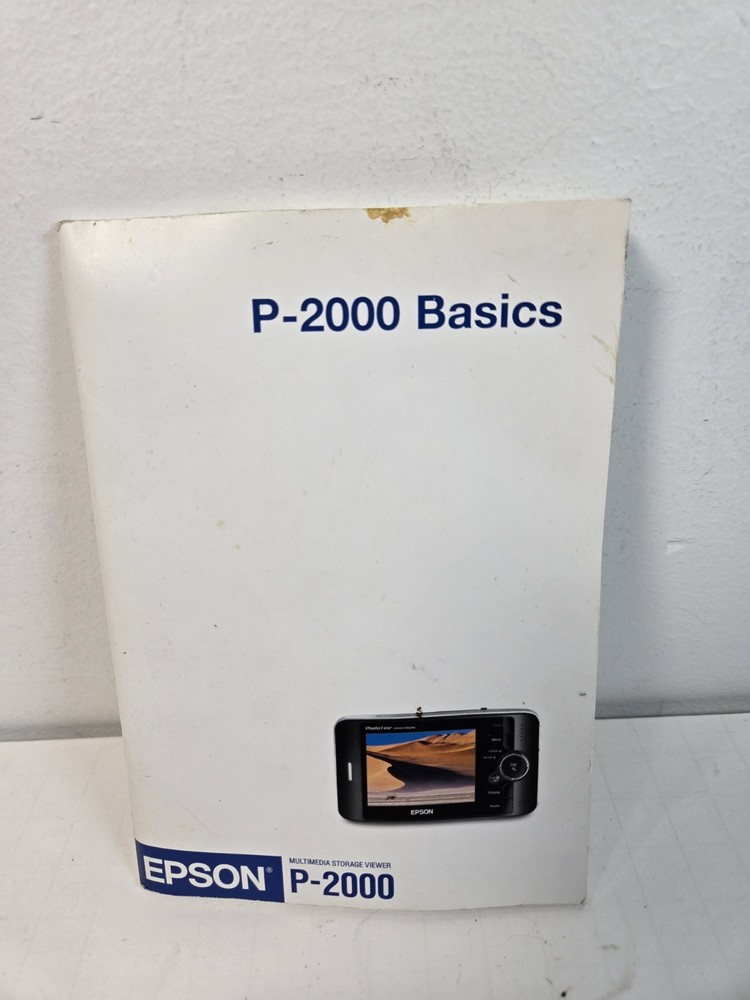 P-2000 Basics
EPSON
EPSON®
MULTIMEDIA STORAGE VIEWER
P-2000